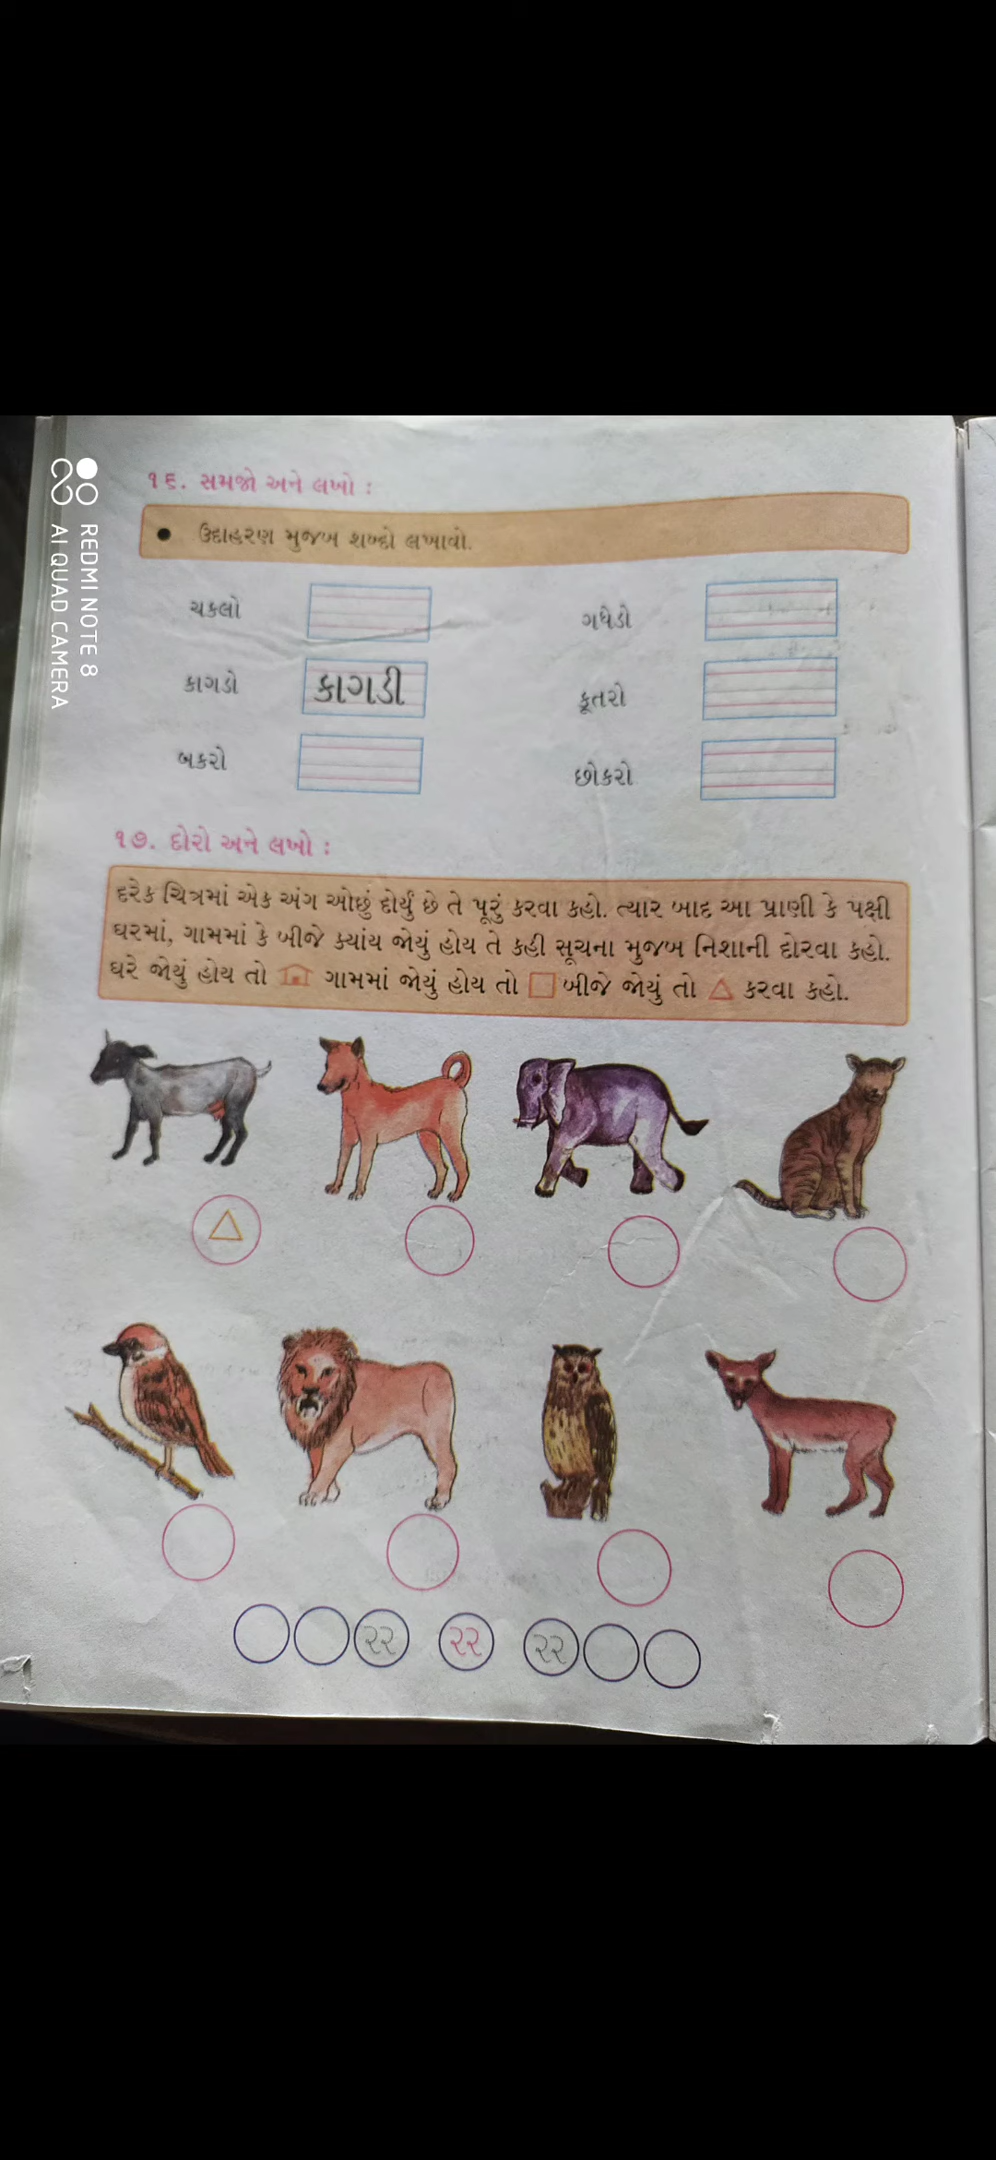 ૧૬. સમજો અને લખો :
● ઉદાહરણ મુજબ શબ્દો લખાવો.
ચકલો
ગધેડો
કાગડો કાગડી
કૂતરો
બકરો
છોકરો
૧૭. દોરો અને લખો :
દરેક ચિત્રમાં એક અંગ ઓછું દોર્યું છે તે પૂરું કરવા કહો. ત્યાર બાદ આ પ્રાણી કે પક્ષી
ઘરમાં, ગામમાં કે બીજે ક્યાંય જોયું હોય તે કહી સૂચના મુજબ નિશાની દોરવા કહો.
ઘરે જોયું હોય તો ગામમાં જોયું હોય તો □ બીજે જોયું તો △ કરવા કહો.
૨૨ ૨૨ ૨૨
REDMI NOTE 8
AI QUAD CAMERA